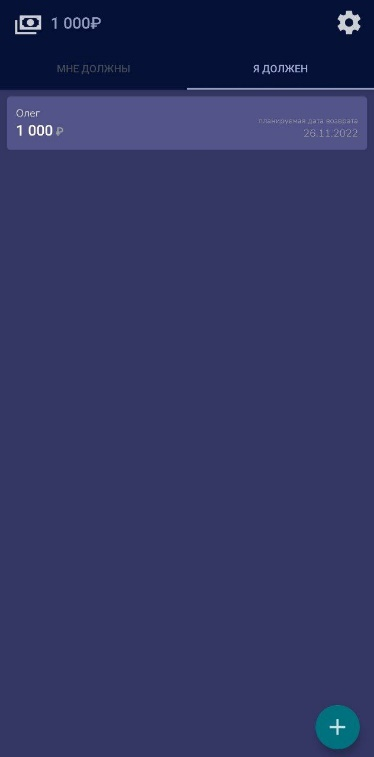 1 000₽
МНЕ ДОЛЖНЫ
Я ДОЛЖЕН
Олег
1 000 ₽
планируемая дата возврата
26.11.2022